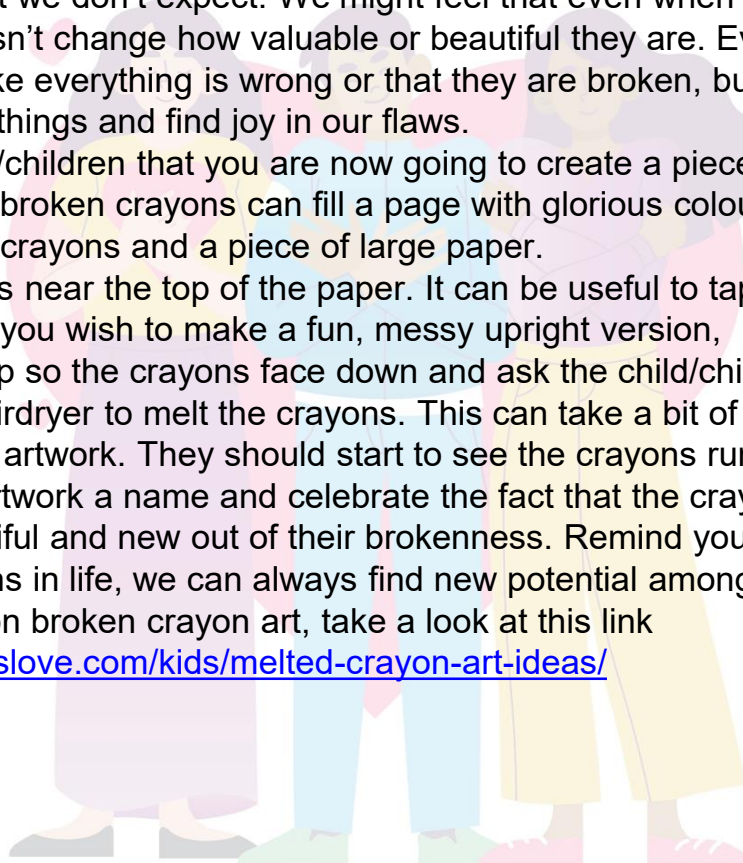 t we don't expect. We might feel that even when
sn't change how valuable or beautiful they are. Ev
ke everything is wrong or that they are broken, bu
things and find joy in our flaws.
/children that you are now going to create a piece
broken crayons can fill a page with glorious colou
crayons and a piece of large paper.
s near the top of the paper. It can be useful to tap
you wish to make a fun, messy upright version,
p so the crayons face down and ask the child/chi
irdryer to melt the crayons. This can take a bit of
artwork. They should start to see the crayons run
rtwork a name and celebrate the fact that the cray
iful and new out of their brokenness. Remind you
ns in life, we can always find new potential among
on broken crayon art, take a look at this link
slove.com/kids/melted-crayon-art-ideas/